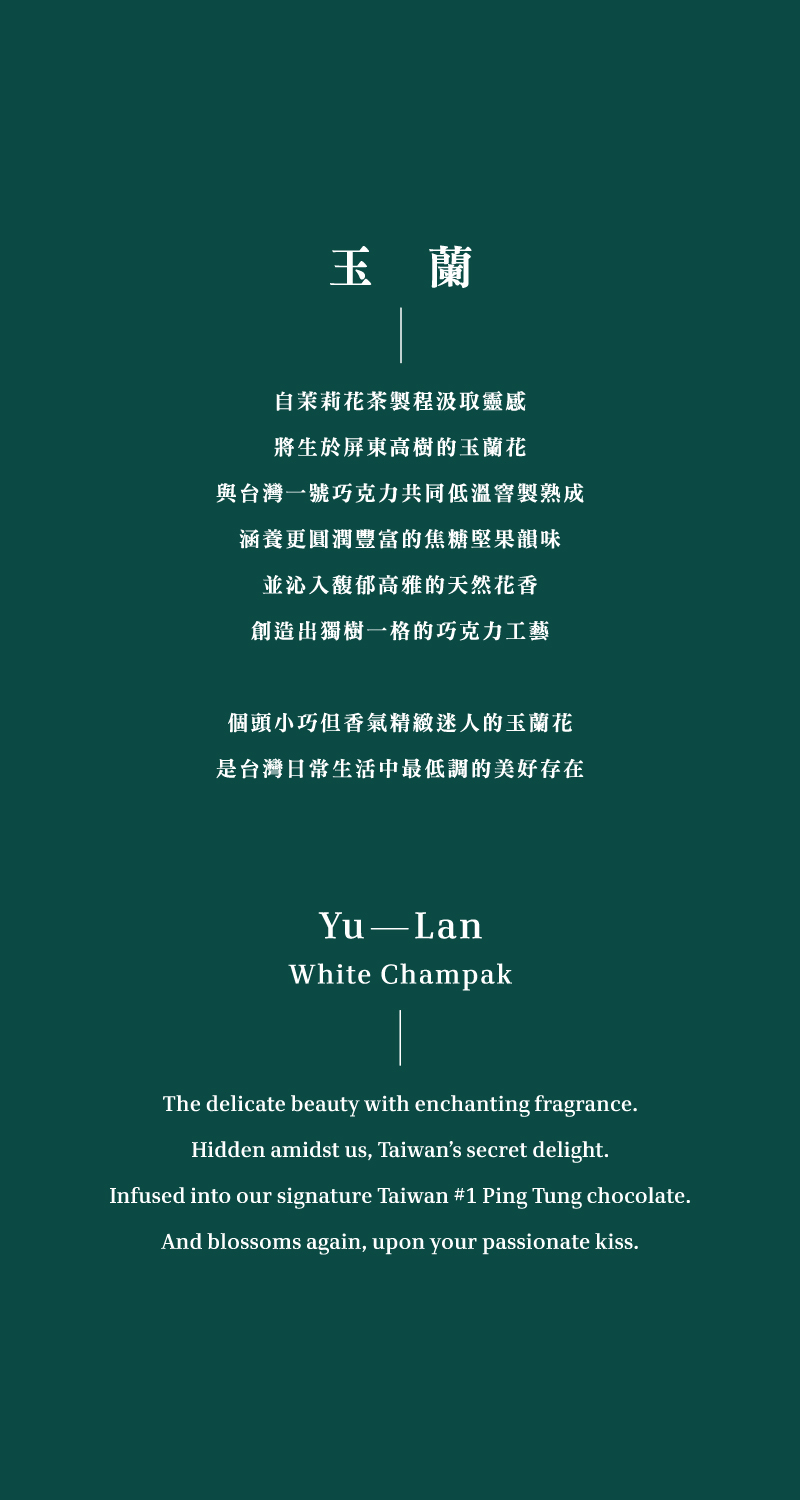 玉 蘭
自茉莉花茶製程汲取靈感
將生於屏東高樹的玉蘭花
與台灣一號巧克力共同低溫窨製熟成
涵養更圓潤豐富的焦糖堅果韻味
並沁入馥郁高雅的天然花香
創造出獨樹一格的巧克力工藝
個頭小巧但香氣精緻迷人的玉蘭花
是台灣日常生活中最低調的美好存在
Yu—Lan
White Champak
The delicate beauty with enchanting fragrance.
Hidden amidst us, Taiwan’s secret delight.
Infused into our signature Taiwan #1 Ping Tung chocolate.
And blossoms again, upon your passionate kiss.